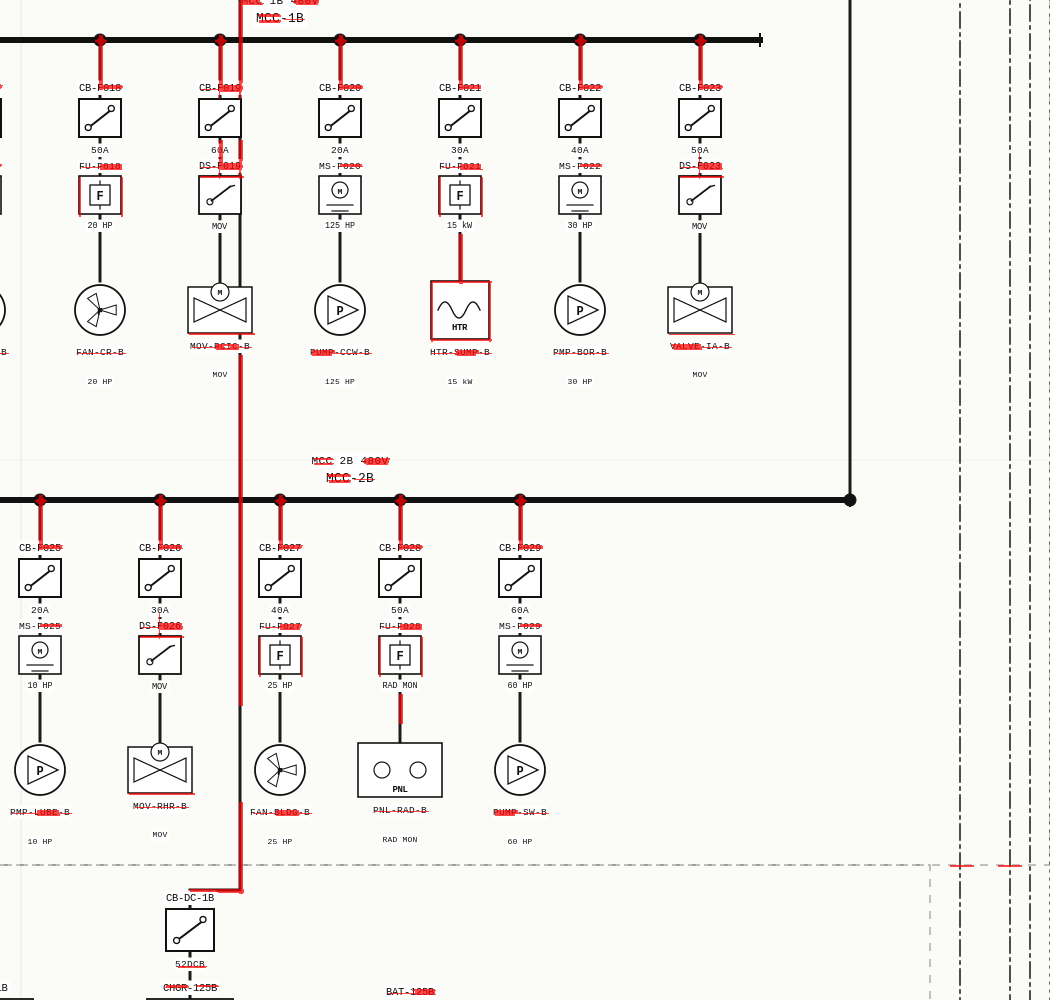 MCC 1B 480V
MCC-1B
CB-F018 CB-F019 CB-F020 CB-F021 CB-F022 CB-F023
50A 60A 20A 30A 40A 50A
FU-F018 DS-F019 MS-F020 FU-F021 MS-F022 DS-F023
F M F M
20 HP MOV 125 HP 15 kW 30 HP MOV
M P P M
HTR
B FAN-CR-B MOV-RCIC-B PUMP-CCW-B HTR-SUMP-B PMP-BOR-B VALVE-IA-B
20 HP MOV 125 HP 15 kW 30 HP MOV
MCC 2B 480V
MCC-2B
CB-F025 CB-F026 CB-F027 CB-F028 CB-F029
20A 30A 40A 50A 60A
MS-F025 DS-F026 FU-F027 FU-F028 MS-F029
M F F M
10 HP MOV 25 HP RAD MON 60 HP
P M P
PNL
PMP-LUBE-B MOV-RHR-B FAN-BLDG-B PNL-RAD-B PUMP-SW-B
10 HP MOV 25 HP RAD MON 60 HP
CB-DC-1B
52DCB
1B CHGR-125B BAT-125B